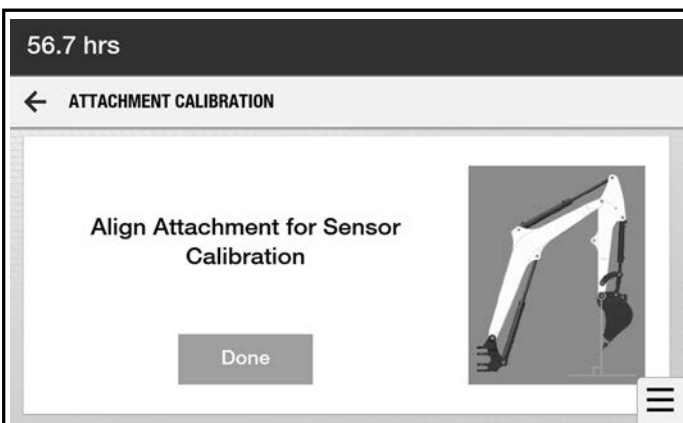 56.7 hrs
ATTACHMENT CALIBRATION
Align Attachment for Sensor
Calibration
Done